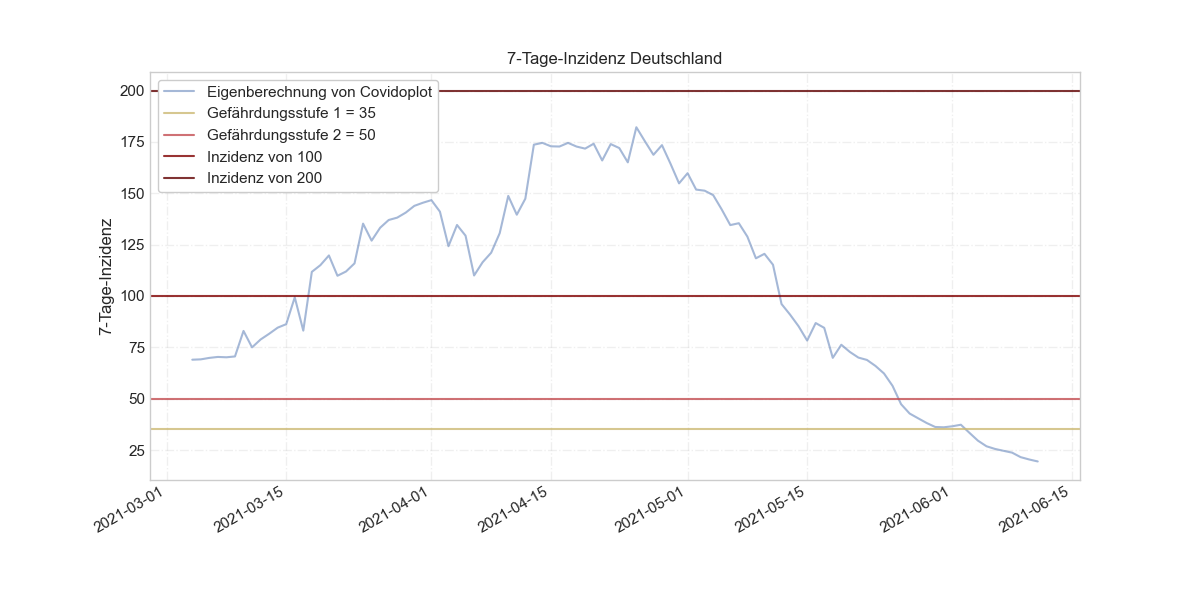 7-Tage-Inzidenz Deutschland
Eigenberechnung von Covidoplot
Gefährdungsstufe 1 = 35
Gefährdungsstufe 2 = 50
Inzidenz von 100
Inzidenz von 200
7-Tage-Inzidenz
200
175
150
125
100
75
50
25
2021-03-01
2021-03-15
2021-04-01
2021-04-15
2021-05-01
2021-05-15
2021-06-01
2021-06-15